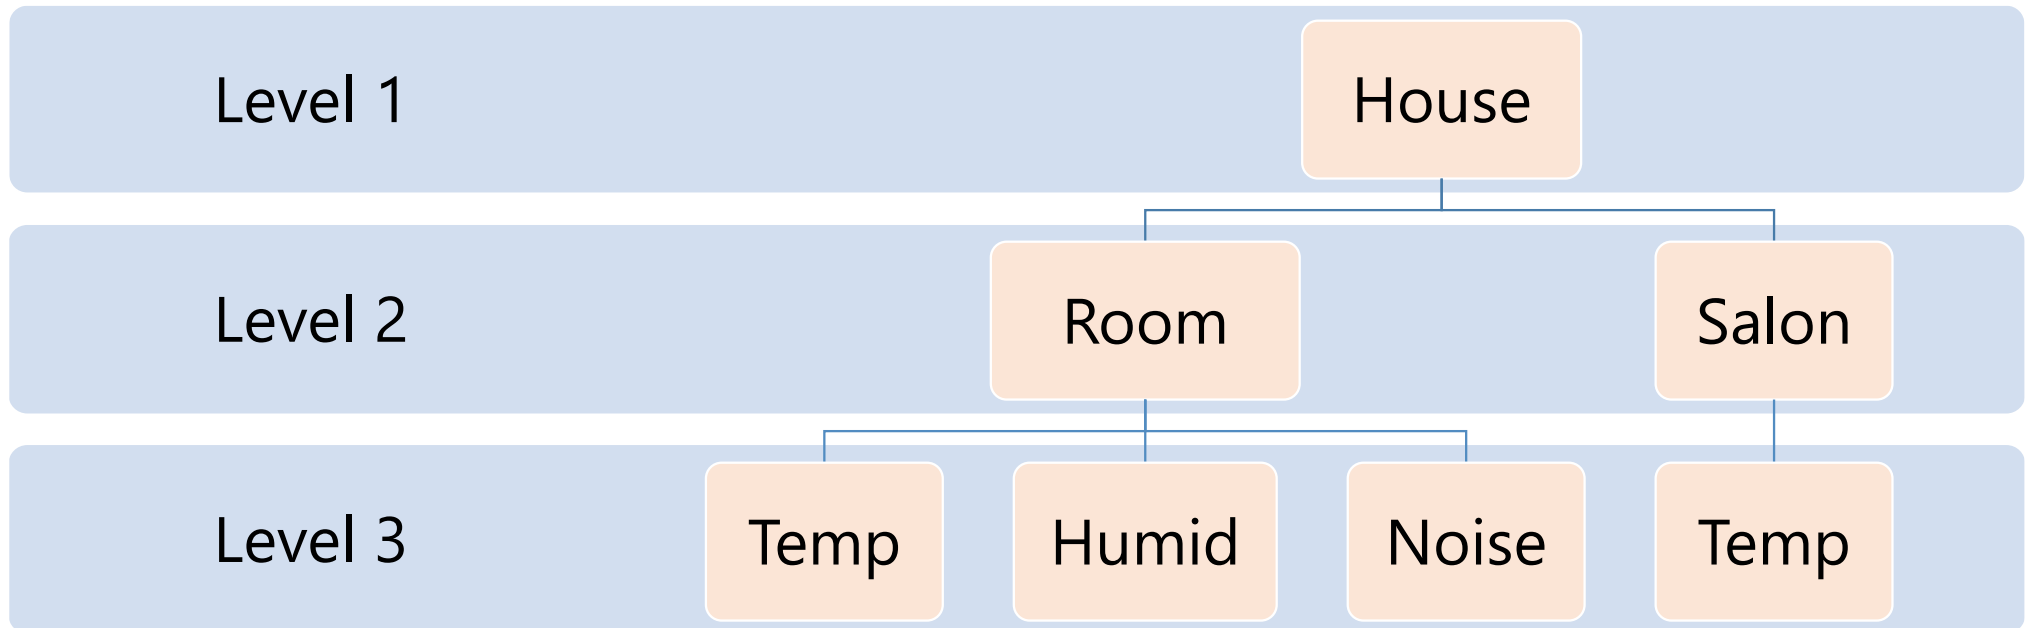 Level 1
House
Level 2
Room
Salon
Level 3
Temp
Humid
Noise
Temp